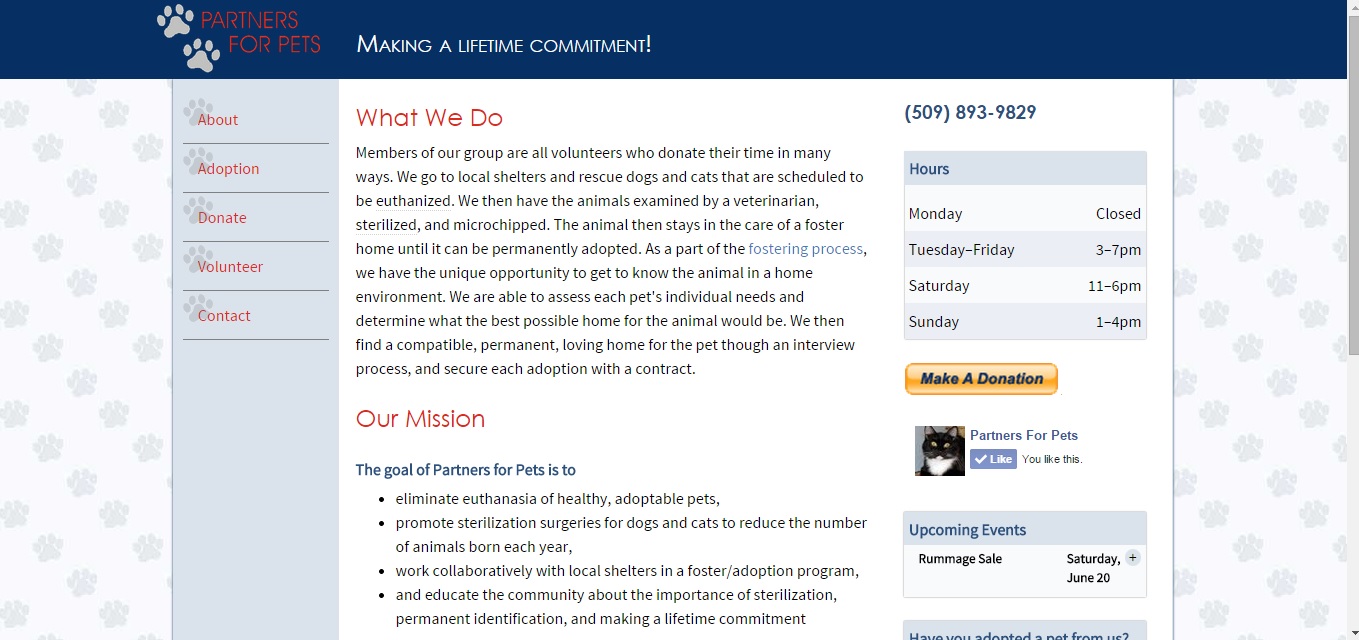 PARTNERS
FOR PETS
Making a lifetime commitment!
About
Adoption
Donate
Volunteer
Contact
What We Do
Members of our group are all volunteers who donate their time in many
ways. We go to local shelters and rescue dogs and cats that are scheduled to
be euthanized. We then have the animals examined by a veterinarian,
sterilized, and microchipped. The animal then stays in the care of a foster
home until it can be permanently adopted. As a part of the fostering process,
we have the unique opportunity to get to know the animal in a home
environment. We are able to assess each pet's individual needs and
determine what the best possible home for the animal would be. We then
find a compatible, permanent, loving home for the pet though an interview
process, and secure each adoption with a contract.
Our Mission
The goal of Partners for Pets is to
• eliminate euthanasia of healthy, adoptable pets,
• promote sterilization surgeries for dogs and cats to reduce the number
of animals born each year,
• work collaboratively with local shelters in a foster/adoption program,
• and educate the community about the importance of sterilization,
permanent identification, and making a lifetime commitment
(509) 893-9829
Hours
Monday Closed
Tuesday–Friday 3–7pm
Saturday 11–6pm
Sunday 1–4pm
Make A Donation
Partners For Pets
Like You like this.
Upcoming Events
Rummage Sale Saturday, +
June 20
Have you adopted a pet from us?